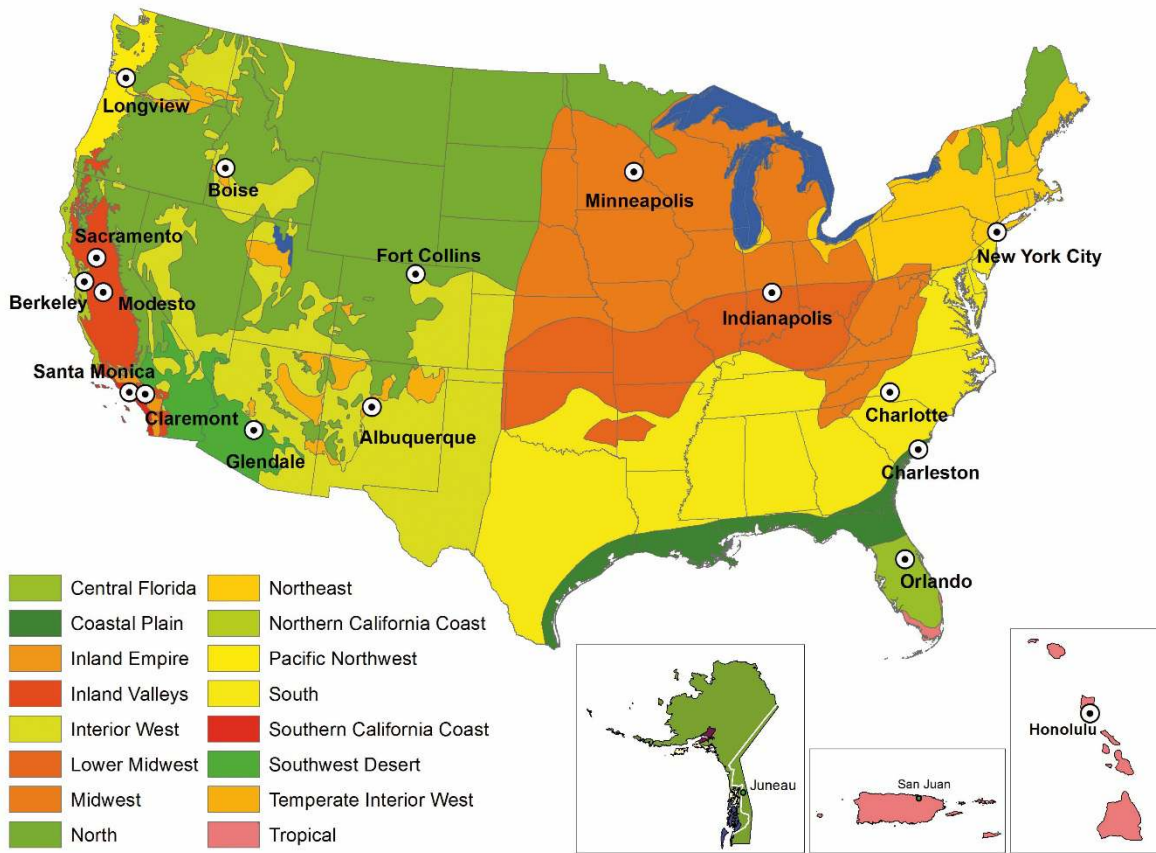 Longview
Boise
Minneapolis
Sacramento
Fort Collins
New York City
Berkeley
Modesto
Indianapolis
Santa Monica
Claremont
Albuquerque
Charlotte
Glendale
Charleston
Orlando
Central Florida
Coastal Plain
Inland Empire
Inland Valleys
Interior West
Lower Midwest
Midwest
North
Northeast
Northern California Coast
Pacific Northwest
South
Southern California Coast
Southwest Desert
Temperate Interior West
Tropical
Juneau
San Juan
Honolulu